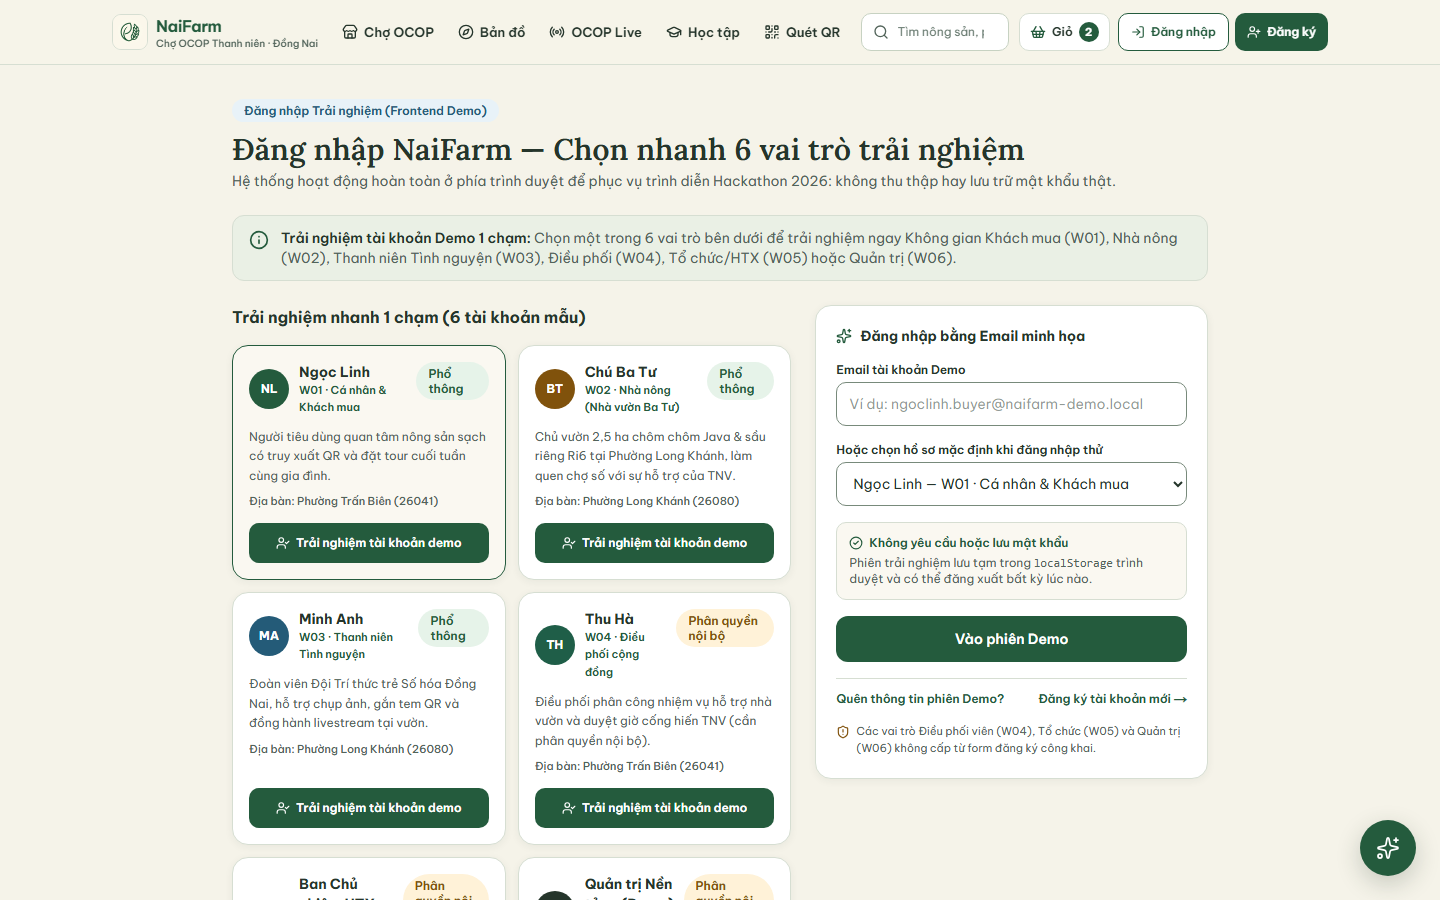 NaiFarm
Chợ OCOP Thanh niên · Đồng Nai
Chợ OCOP
Bản đồ
OCOP Live
Học tập
Quét QR
Tìm nông sản,
Giỏ 2
Đăng nhập
Đăng ký
Đăng nhập Trải nghiệm (Frontend Demo)
Đăng nhập NaiFarm — Chọn nhanh 6 vai trò trải nghiệm
Hệ thống hoạt động hoàn toàn ở phía trình duyệt để phục vụ trình diễn Hackathon 2026: không thu thập hay lưu trữ mật khẩu thật.
Trải nghiệm tài khoản Demo 1 chạm: Chọn một trong 6 vai trò bên dưới để trải nghiệm ngay Không gian Khách mua (W01), Nhà nông
(W02), Thanh niên Tình nguyện (W03), Điều phối (W04), Tổ chức/HTX (W05) hoặc Quản trị (W06).
Trải nghiệm nhanh 1 chạm (6 tài khoản mẫu)
NL
Ngọc Linh
W01 · Cá nhân &
Khách mua
Phổ
thông
Người tiêu dùng quan tâm nông sản sạch
có truy xuất QR và đặt tour cuối tuần
cùng gia đình.
Địa bàn: Phường Trấn Biên (26041)
Trải nghiệm tài khoản demo
BT
Chú Ba Tư
W02 · Nhà nông
(Nhà vườn Ba Tư)
Phổ
thông
Chủ vườn 2,5 ha chôm chôm Java & sầu
riêng Ri6 tại Phường Long Khánh, làm
quen chợ số với sự hỗ trợ của TNV.
Địa bàn: Phường Long Khánh (26080)
Trải nghiệm tài khoản demo
MA
Minh Anh
W03 · Thanh niên
Tình nguyện
Phổ
thông
Đoàn viên Đội Trí thức trẻ Số hóa Đồng
Nai, hỗ trợ chụp ảnh, gắn tem QR và
đồng hành livestream tại vườn.
Địa bàn: Phường Long Khánh (26080)
Trải nghiệm tài khoản demo
TH
Thu Hà
W04 · Điều
phối cộng
đồng
Phân quyền
nội bộ
Điều phối phân công nhiệm vụ hỗ trợ nhà
vườn và duyệt giờ cống hiến TNV (cần
phân quyền nội bộ).
Địa bàn: Phường Trấn Biên (26041)
Trải nghiệm tài khoản demo
Ban Chủ
Phân
Quản trị Nền
Phân
Đăng nhập bằng Email minh họa
Email tài khoản Demo
Ví dụ: ngoclinh.buyer@naifarm-demo.local
Hoặc chọn hồ sơ mặc định khi đăng nhập thử
Ngọc Linh — W01 · Cá nhân & Khách mua
Không yêu cầu hoặc lưu mật khẩu
Phiên trải nghiệm lưu tạm trong localStorage trình
duyệt và có thể đăng xuất bất kỳ lúc nào.
Vào phiên Demo
Quên thông tin phiên Demo?
Đăng ký tài khoản mới →
Các vai trò Điều phối viên (W04), Tổ chức (W05) và Quản trị
(W06) không cấp từ form đăng ký công khai.